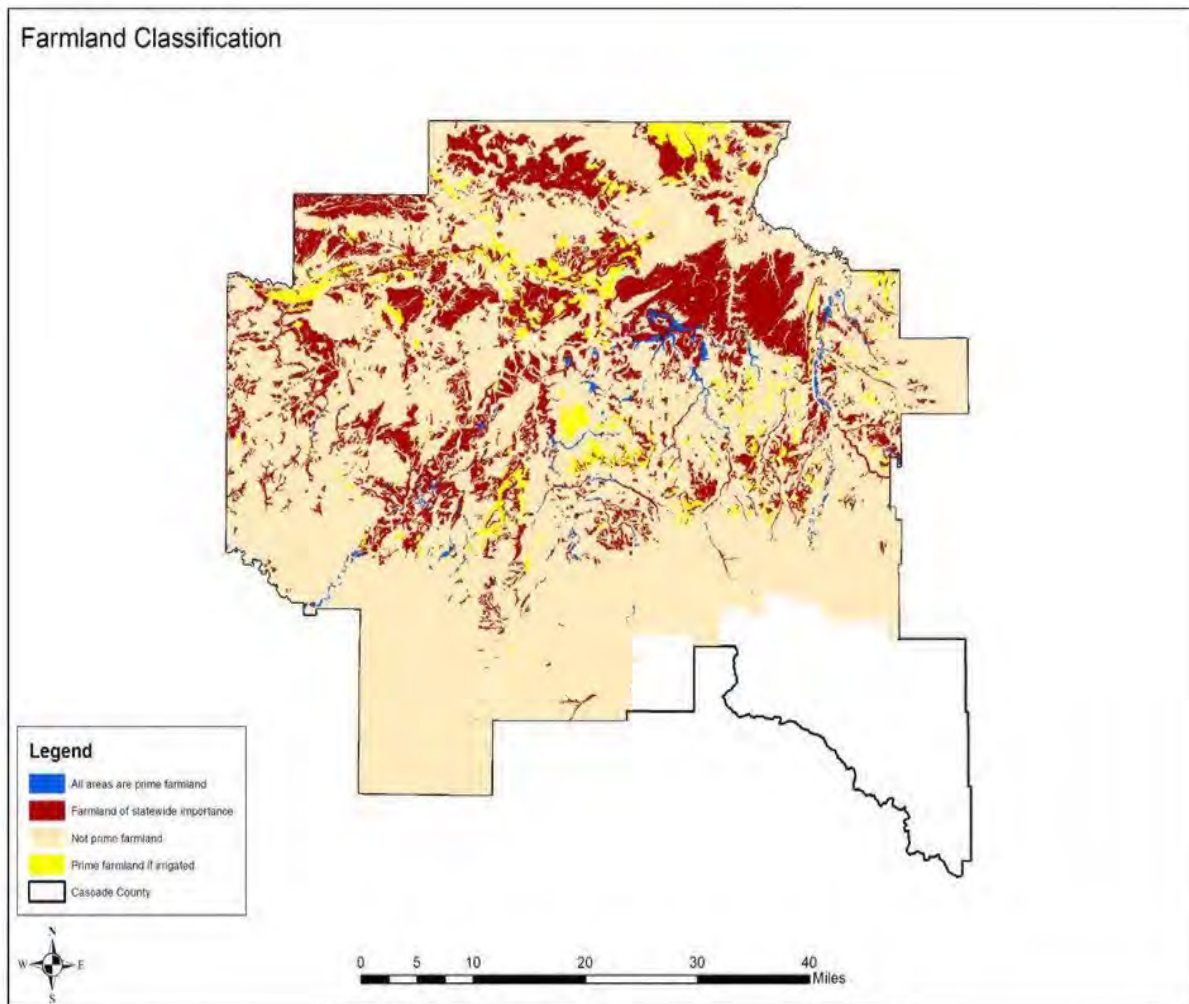 Farmland Classification
Legend
All areas are prime farmland
Farmland of statewide importance
Not prime farmland
Prime farmland if irrigated
Cascade County
N
W E
S
0 5 10 20 30 40
Miles